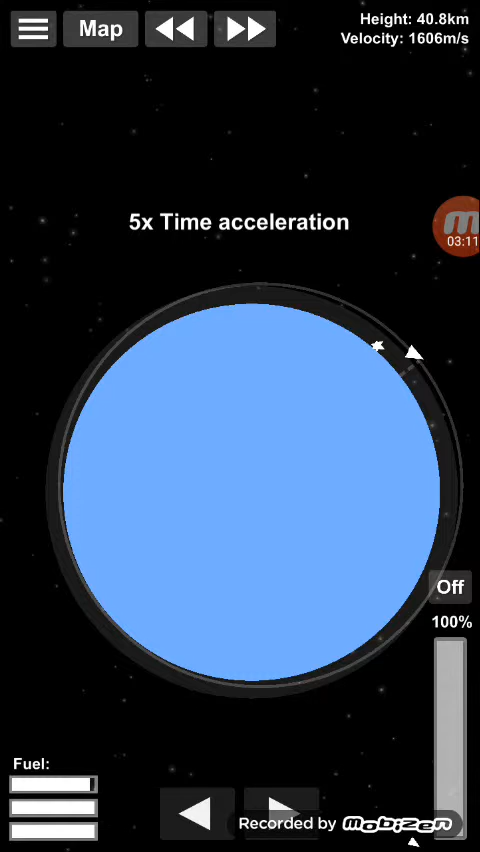 Map
Height: 40.8km
Velocity: 1606m/s
5x Time acceleration
03:11
Off
100%
Fuel:
Recorded by mobizen